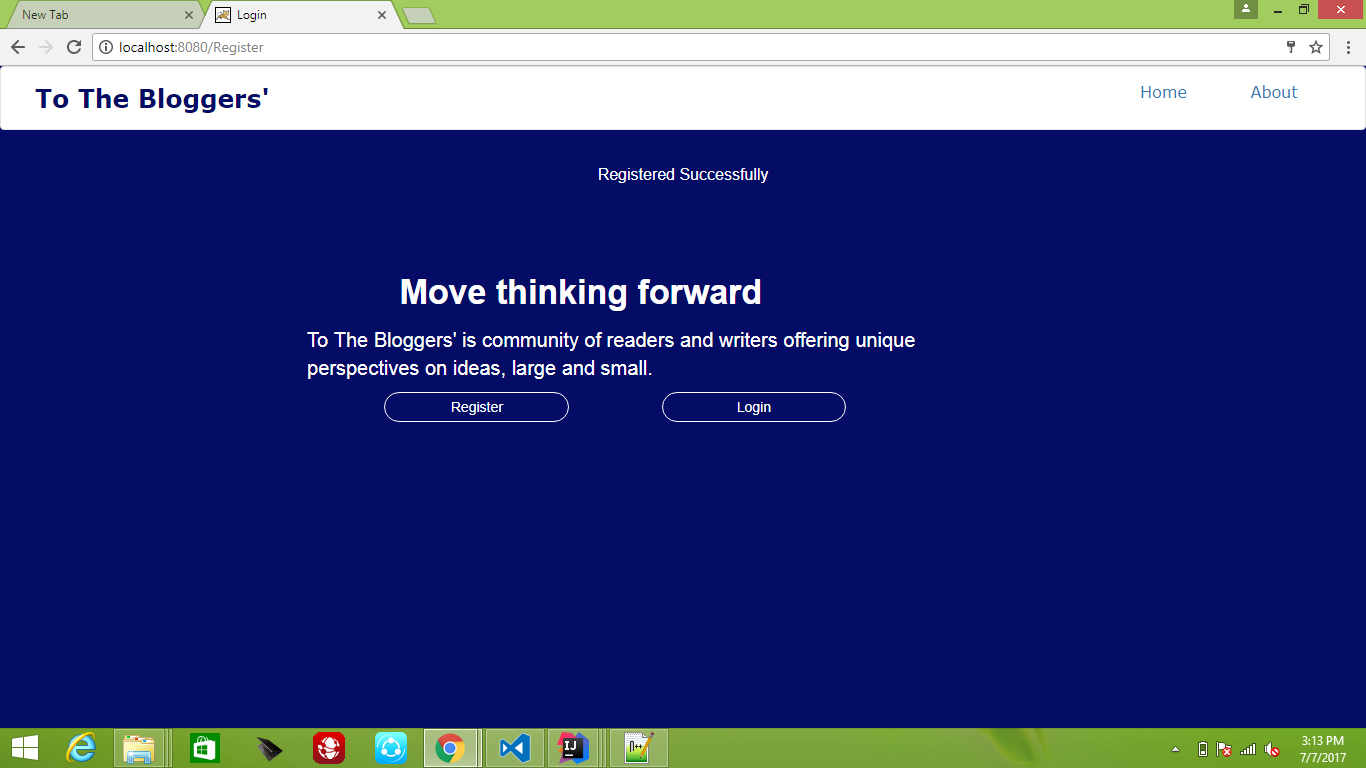 New Tab
Login
localhost:8080/Register
To The Bloggers'
Home
About
Registered Successfully
Move thinking forward
To The Bloggers' is community of readers and writers offering unique
perspectives on ideas, large and small.
Register
Login
IJ
3:13 PM
7/7/2017